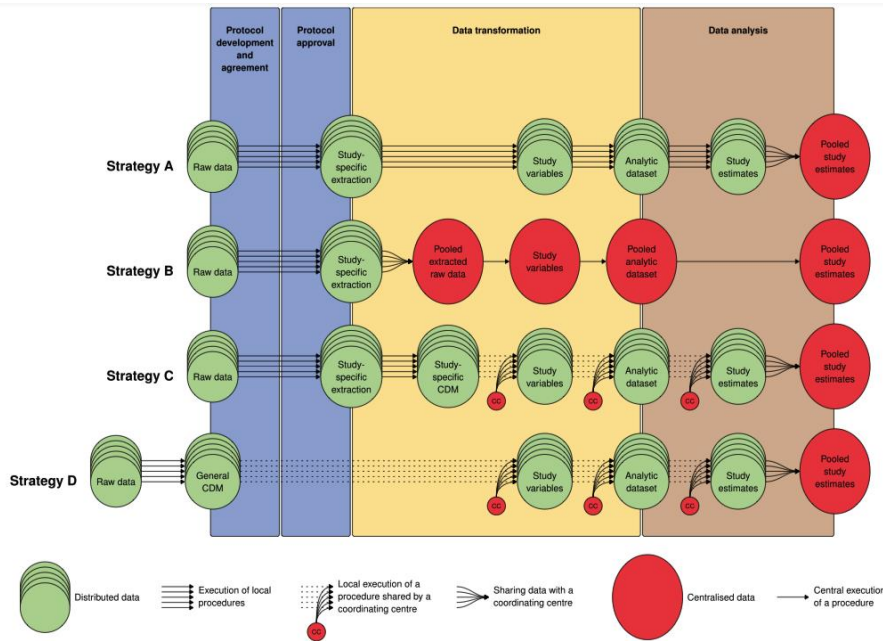 Protocol
development
and
agreement
Protocol
approval
Data transformation
Data analysis
Strategy A
Raw data
Study-
specific
extraction
Study
variables
Analytic
dataset
Study
estimates
Pooled
study
estimates
Strategy B
Raw data
Study-
specific
extraction
Pooled
extracted
raw data
Study
variables
Pooled
analytic
dataset
Pooled
study
estimates
Strategy C
Raw data
Study-
specific
extraction
Study-
specific
CDM
CC
Study
variables
CC
Analytic
dataset
CC
Study
estimates
Pooled
study
estimates
Strategy D
Raw data
General
CDM
CC
Study
variables
CC
Analytic
dataset
CC
Study
estimates
Pooled
study
estimates
Distributed data
Execution of local
procedures
Local execution of a
procedure shared by a
coordinating centre
CC
Sharing data with a
coordinating centre
Centralised data
Central execution
of a procedure